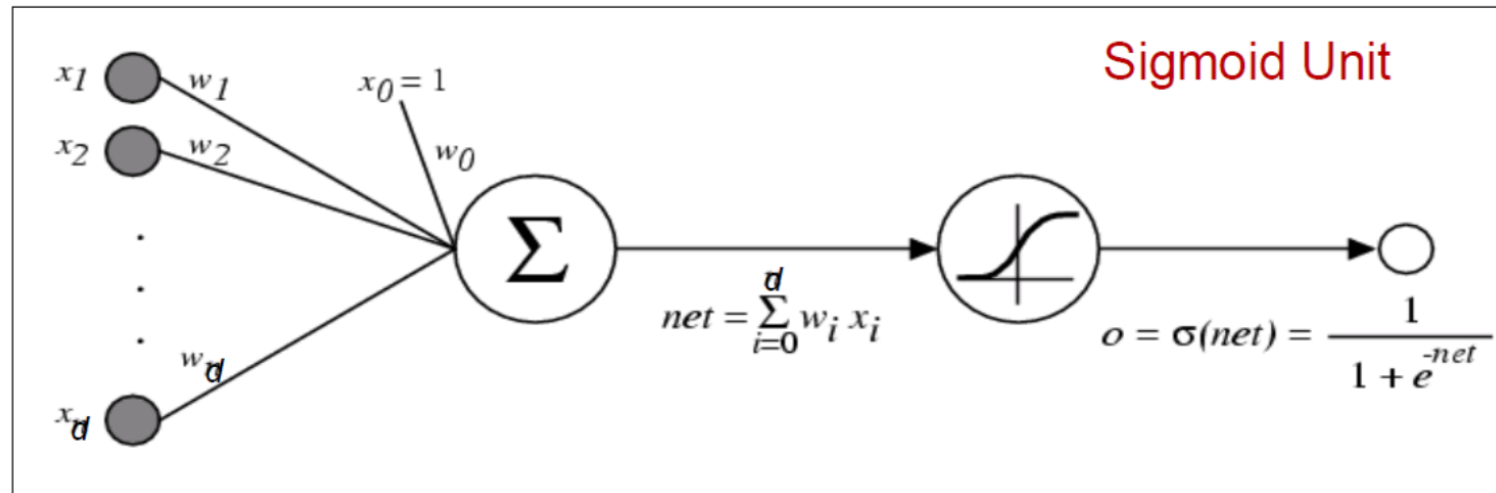 Sigmoid Unit
x1
w1
x0 = 1
x2
w2
w0
Σ
.
.
.
wd
xd
net = Σ_{i=0}^{d} wi xi
o = σ(net) = 1 / (1 + e^{-net})